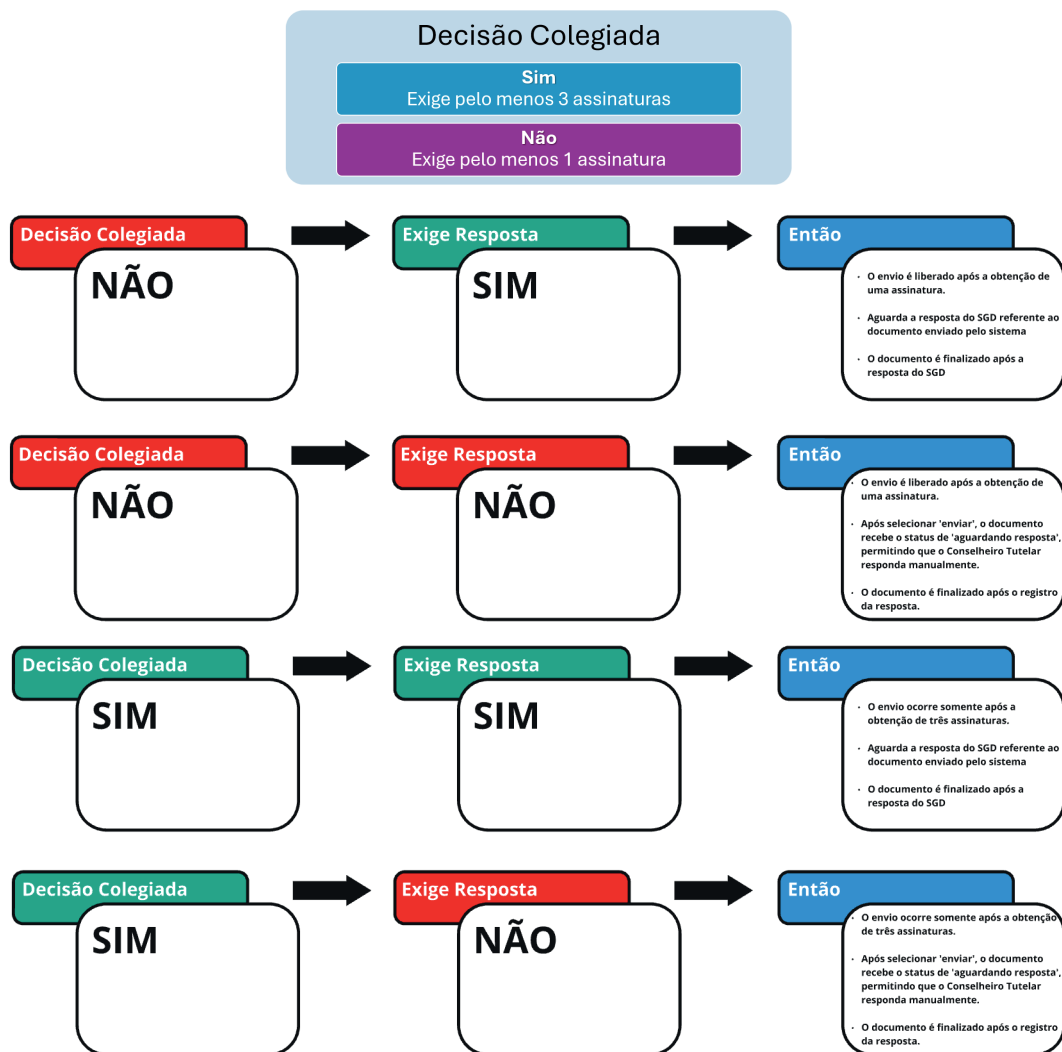 Decisão Colegiada
Sim
Exige pelo menos 3 assinaturas
Não
Exige pelo menos 1 assinatura
Decisão Colegiada
NÃO
Exige Resposta
SIM
Então
· O envio é liberado após a obtenção de
uma assinatura.
· Aguarda a resposta do SGD referente ao
documento enviado pelo sistema
· O documento é finalizado após a
resposta do SGD
Decisão Colegiada
NÃO
Exige Resposta
NÃO
Então
· O envio é liberado após a obtenção de
uma assinatura.
· Após selecionar 'enviar', o documento
recebe o status de 'aguardando resposta',
permitindo que o Conselheiro Tutelar
responda manualmente.
· O documento é finalizado após o registro
da resposta.
Decisão Colegiada
SIM
Exige Resposta
SIM
Então
· O envio ocorre somente após a
obtenção de três assinaturas.
· Aguarda a resposta do SGD referente ao
documento enviado pelo sistema
· O documento é finalizado após a
resposta do SGD
Decisão Colegiada
SIM
Exige Resposta
NÃO
Então
· O envio ocorre somente após a obtenção
de três assinaturas.
· Após selecionar 'enviar', o documento
recebe o status de 'aguardando resposta',
permitindo que o Conselheiro Tutelar
responda manualmente.
· O documento é finalizado após o registro
da resposta.